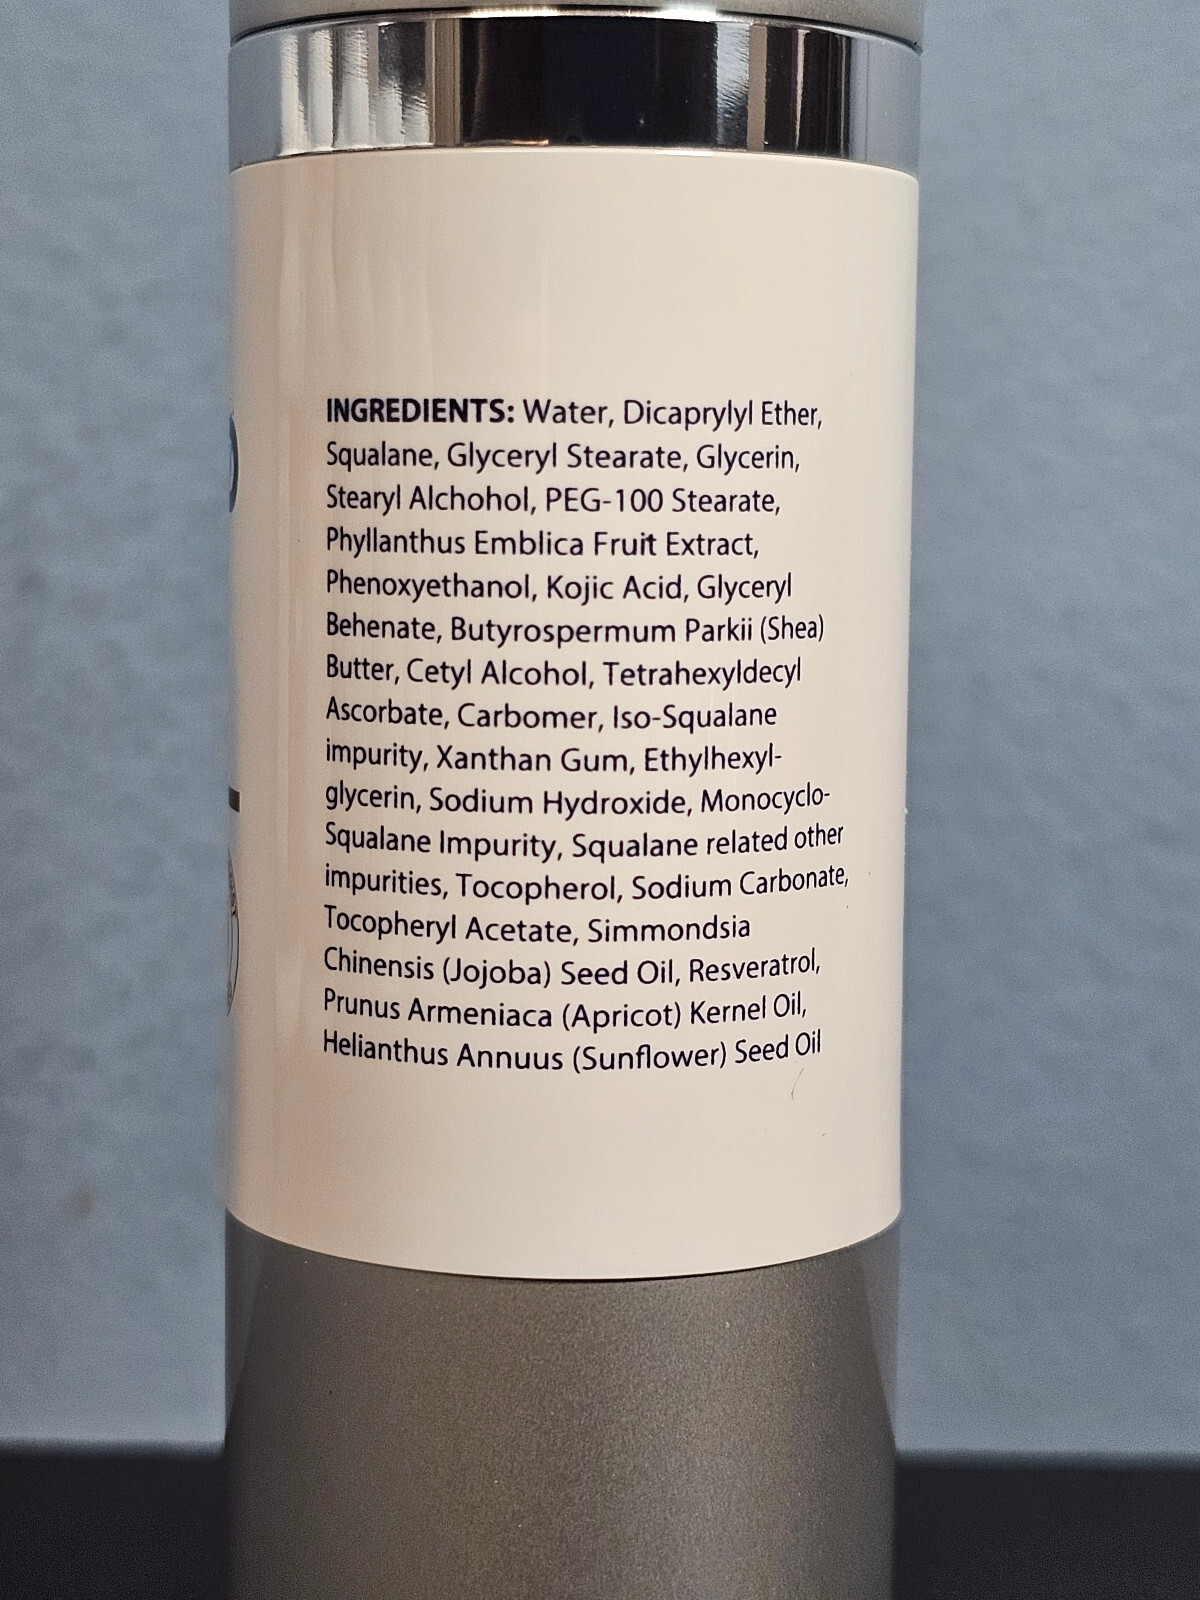 INGREDIENTS: Water, Dicaprylyl Ether,
Squalane, Glyceryl Stearate, Glycerin,
Stearyl Alchohol, PEG-100 Stearate,
Phyllanthus Emblica Fruit Extract,
Phenoxyethanol, Kojic Acid, Glyceryl
Behenate, Butyrospermum Parkii (Shea)
Butter, Cetyl Alcohol, Tetrahexyldecyl
Ascorbate, Carbomer, Iso-Squalane
impurity, Xanthan Gum, Ethylhexyl-
glycerin, Sodium Hydroxide, Monocyclo-
Squalane Impurity, Squalane related other
impurities, Tocopherol, Sodium Carbonate,
Tocopheryl Acetate, Simmondsia
Chinensis (Jojoba) Seed Oil, Resveratrol,
Prunus Armeniaca (Apricot) Kernel Oil,
Helianthus Annuus (Sunflower) Seed Oil